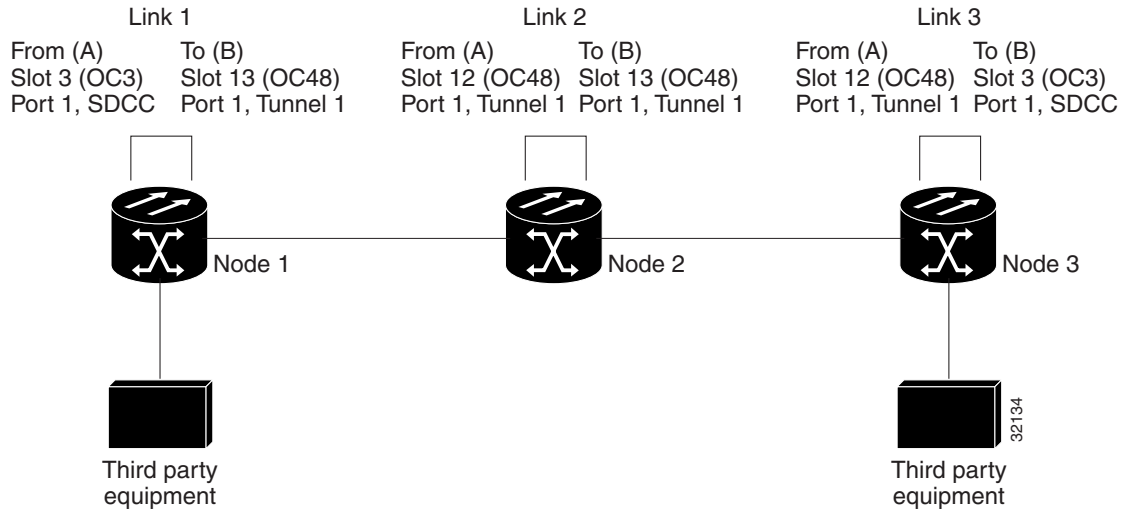 Link 1
From (A)
Slot 3 (OC3)
Port 1, SDCC
To (B)
Slot 13 (OC48)
Port 1, Tunnel 1
Link 2
From (A)
Slot 12 (OC48)
Port 1, Tunnel 1
To (B)
Slot 13 (OC48)
Port 1, Tunnel 1
Link 3
From (A)
Slot 12 (OC48)
Port 1, Tunnel 1
To (B)
Slot 3 (OC3)
Port 1, SDCC
Node 1
Node 2
Node 3
Third party
equipment
Third party
equipment
32134